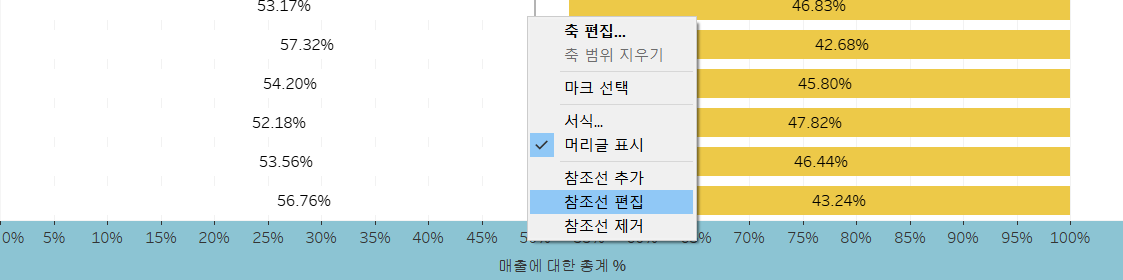 53.17% 46.83%
57.32% 42.68%
54.20% 45.80%
52.18% 47.82%
53.56% 46.44%
56.76% 43.24%
축 편집...
축 범위 지우기
마크 선택
서식...
머리글 표시
참조선 추가
참조선 편집
참조선 제거
0% 5% 10% 15% 20% 25% 30% 35% 40% 45% 70% 75% 80% 85% 90% 95% 100%
매출에 대한 총계 %